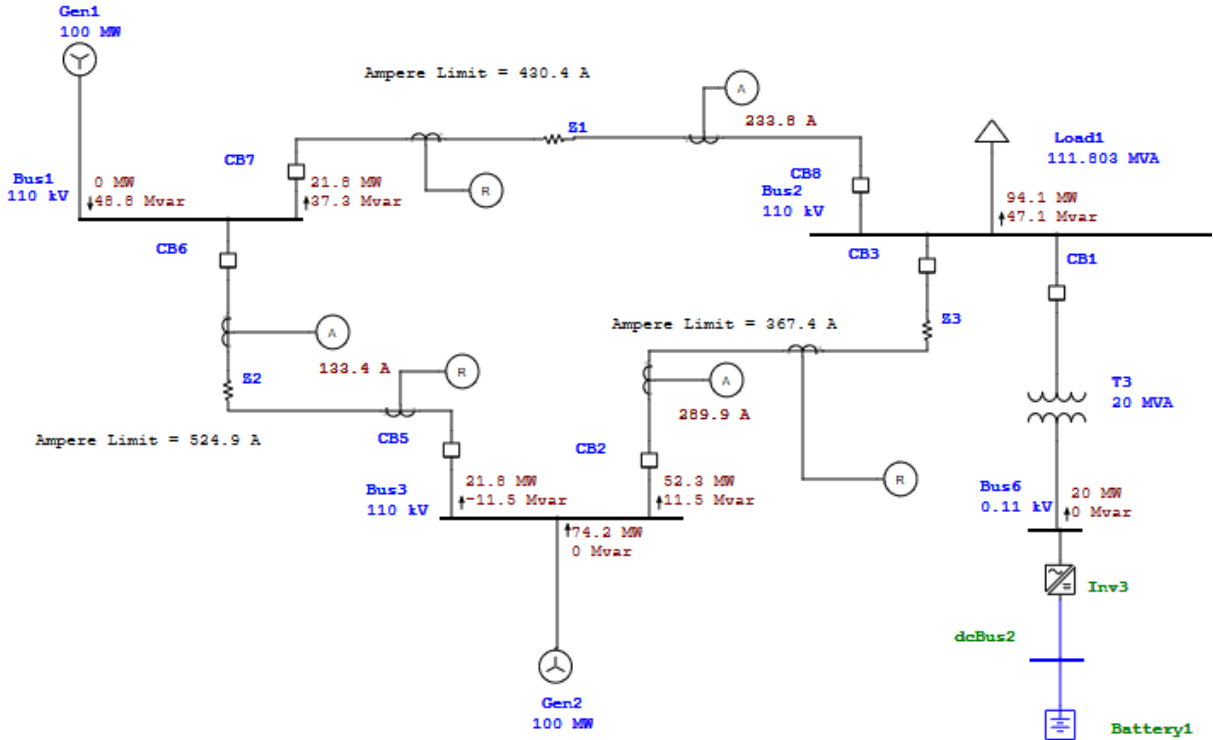 Gen1
100 MW
Ampere Limit = 430.4 A
A
233.8 A
Z1
Load1
111.803 MVA
CB7
R
CB8
Bus1
110 kV
0 MW
48.8 Mvar
21.8 MW
37.3 Mvar
Bus2
110 kV
94.1 MW
47.1 Mvar
CB6
CB3
CB1
Ampere Limit = 367.4 A
Z3
A
133.4 A
Z2
R
A
289.9 A
T3
20 MVA
Ampere Limit = 524.9 A
CB5
CB2
R
Bus3
110 kV
21.8 MW
-11.5 Mvar
52.3 MW
11.5 Mvar
Bus6
0.11 kV
20 MW
0 Mvar
74.2 MW
0 Mvar
Inv3
dcBus2
Gen2
100 MW
Battery1